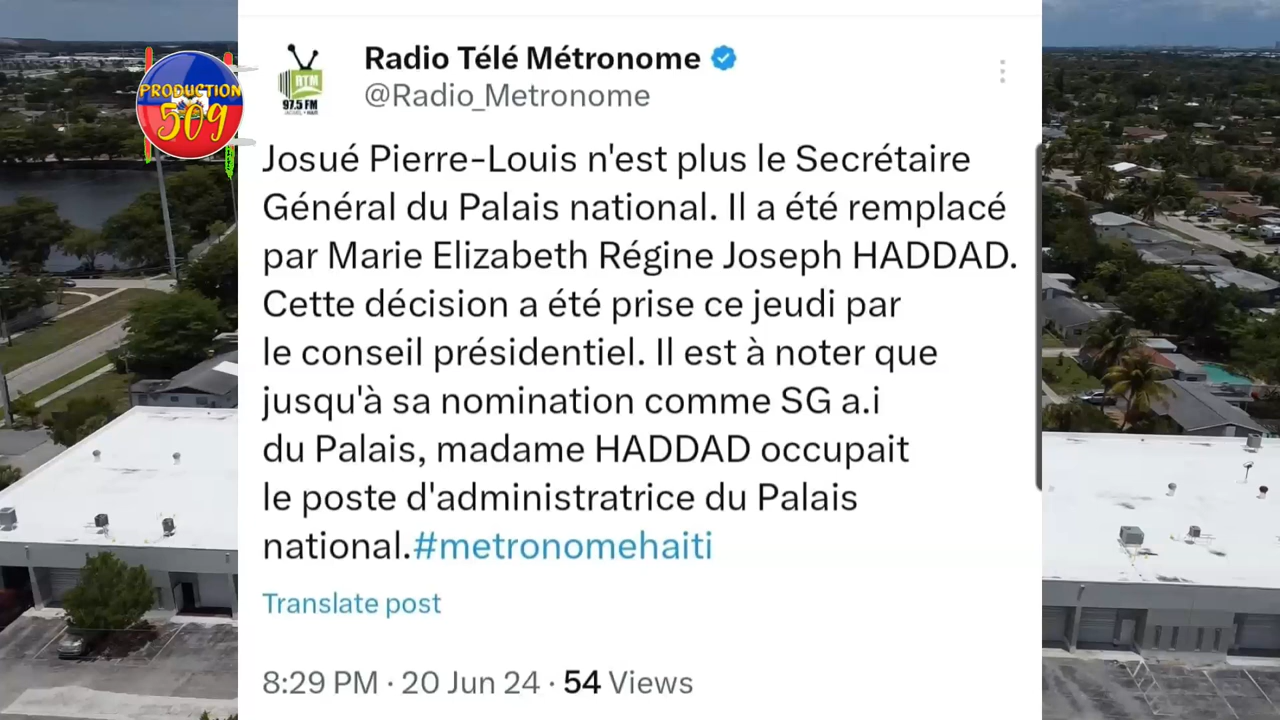 PRODUCTION
509
RTM
97.5 FM
Radio Télé Métronome
@Radio_Metronome
Josué Pierre-Louis n'est plus le Secrétaire
Général du Palais national. Il a été remplacé
par Marie Elizabeth Régine Joseph HADDAD.
Cette décision a été prise ce jeudi par
le conseil présidentiel. Il est à noter que
jusqu'à sa nomination comme SG a.i
du Palais, madame HADDAD occupait
le poste d'administratrice du Palais
national.#metronomehaiti
Translate post
8:29 PM · 20 Jun 24 · 54 Views